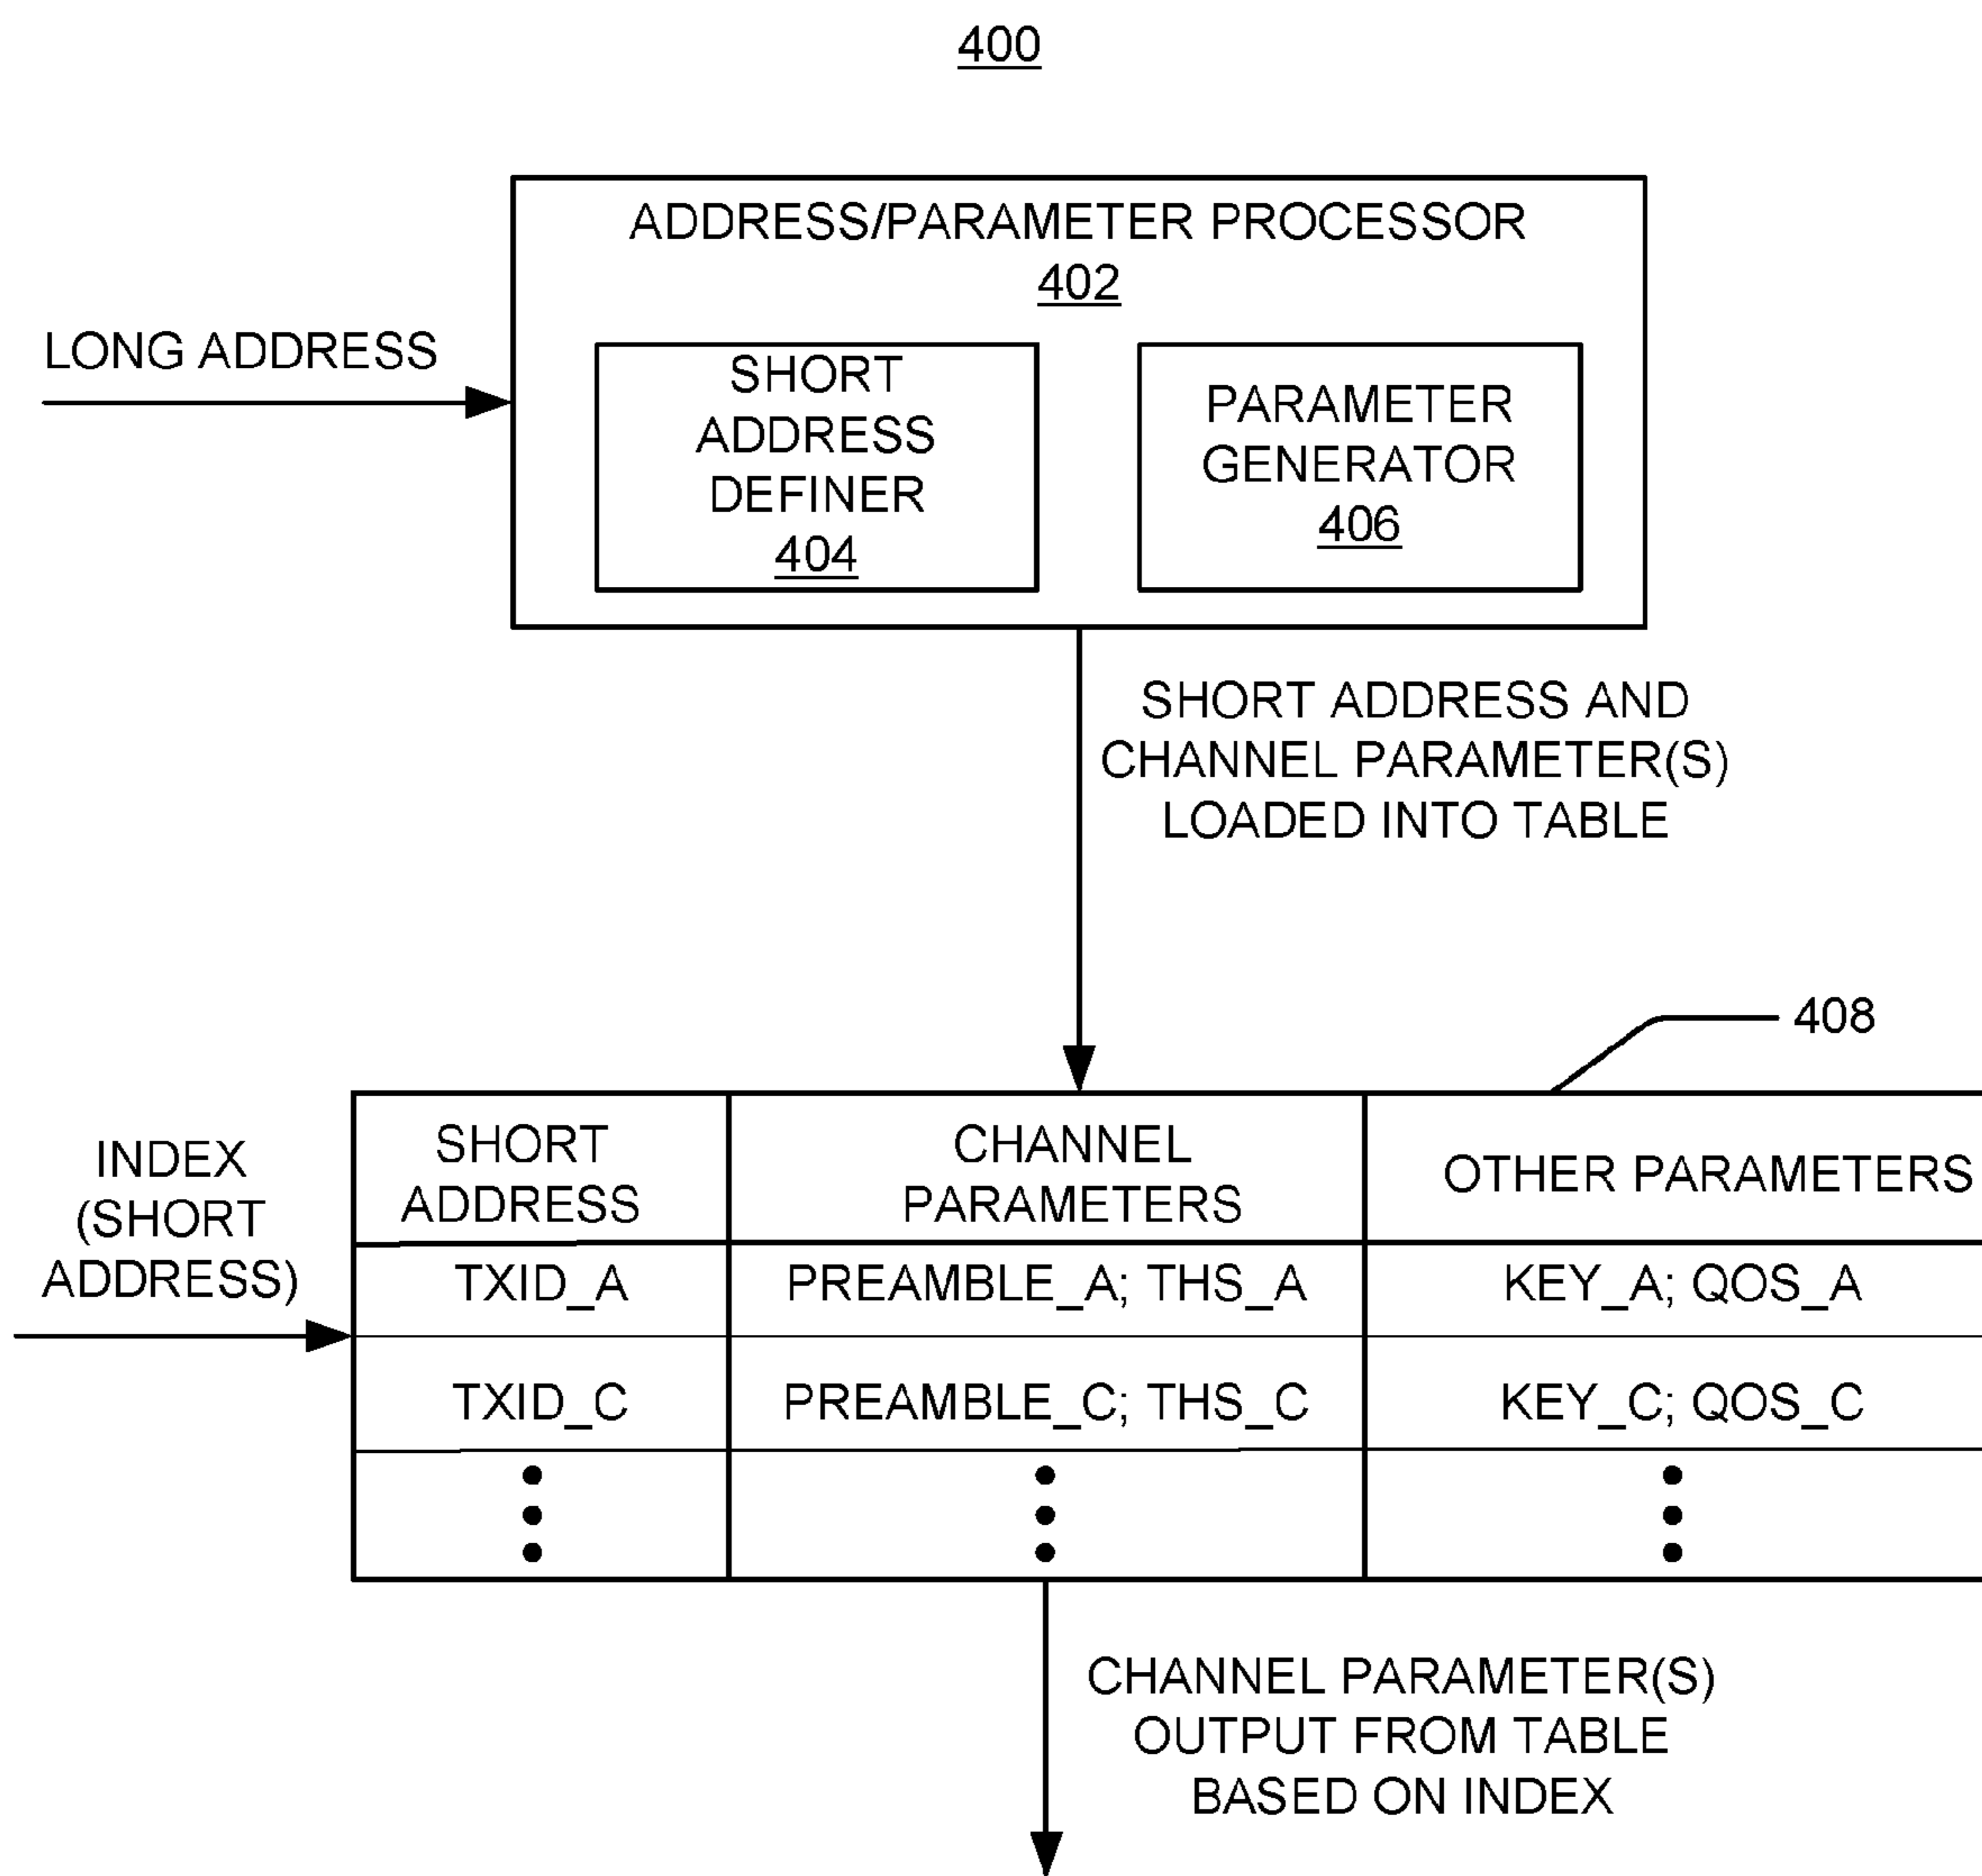 400
ADDRESS/PARAMETER PROCESSOR
402
LONG ADDRESS
SHORT
ADDRESS
DEFINER
404
PARAMETER
GENERATOR
406
SHORT ADDRESS AND
CHANNEL PARAMETER(S)
LOADED INTO TABLE
408
INDEX
(SHORT
ADDRESS)
SHORT
ADDRESS
CHANNEL
PARAMETERS
OTHER PARAMETERS
TXID_A
PREAMBLE_A; THS_A
KEY_A; QOS_A
TXID_C
PREAMBLE_C; THS_C
KEY_C; QOS_C
CHANNEL PARAMETER(S)
OUTPUT FROM TABLE
BASED ON INDEX